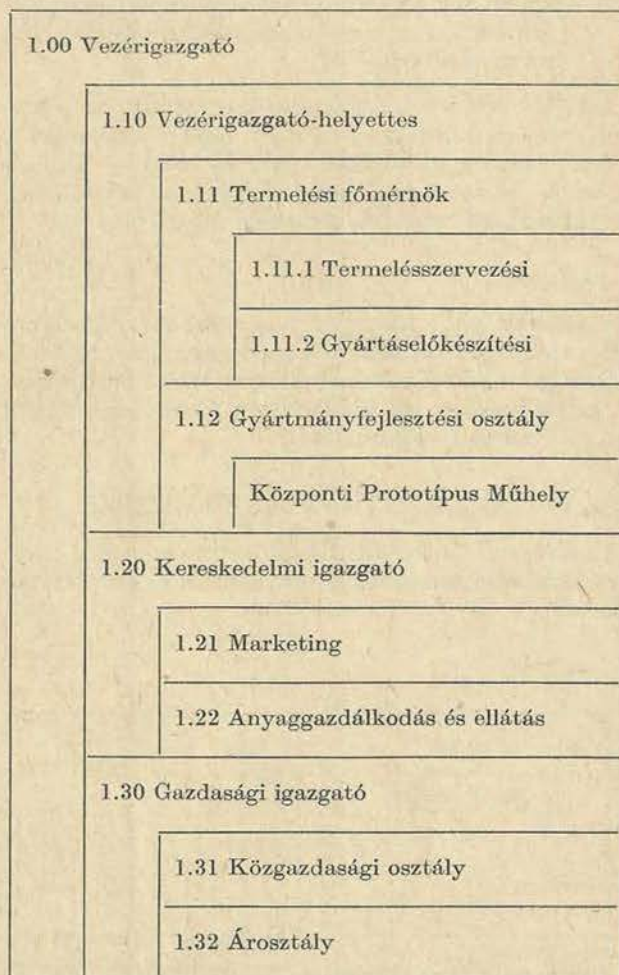 1.00 Vezérigazgató
1.10 Vezérigazgató-helyettes
1.11 Termelési főmérnök
1.11.1 Termelésszervezési
1.11.2 Gyártáselőkészítési
1.12 Gyártmányfejlesztési osztály
Központi Prototípus Műhely
1.20 Kereskedelmi igazgató
1.21 Marketing
1.22 Anyaggazdálkodás és ellátás
1.30 Gazdasági igazgató
1.31 Közgazdasági osztály
1.32 Árosztály